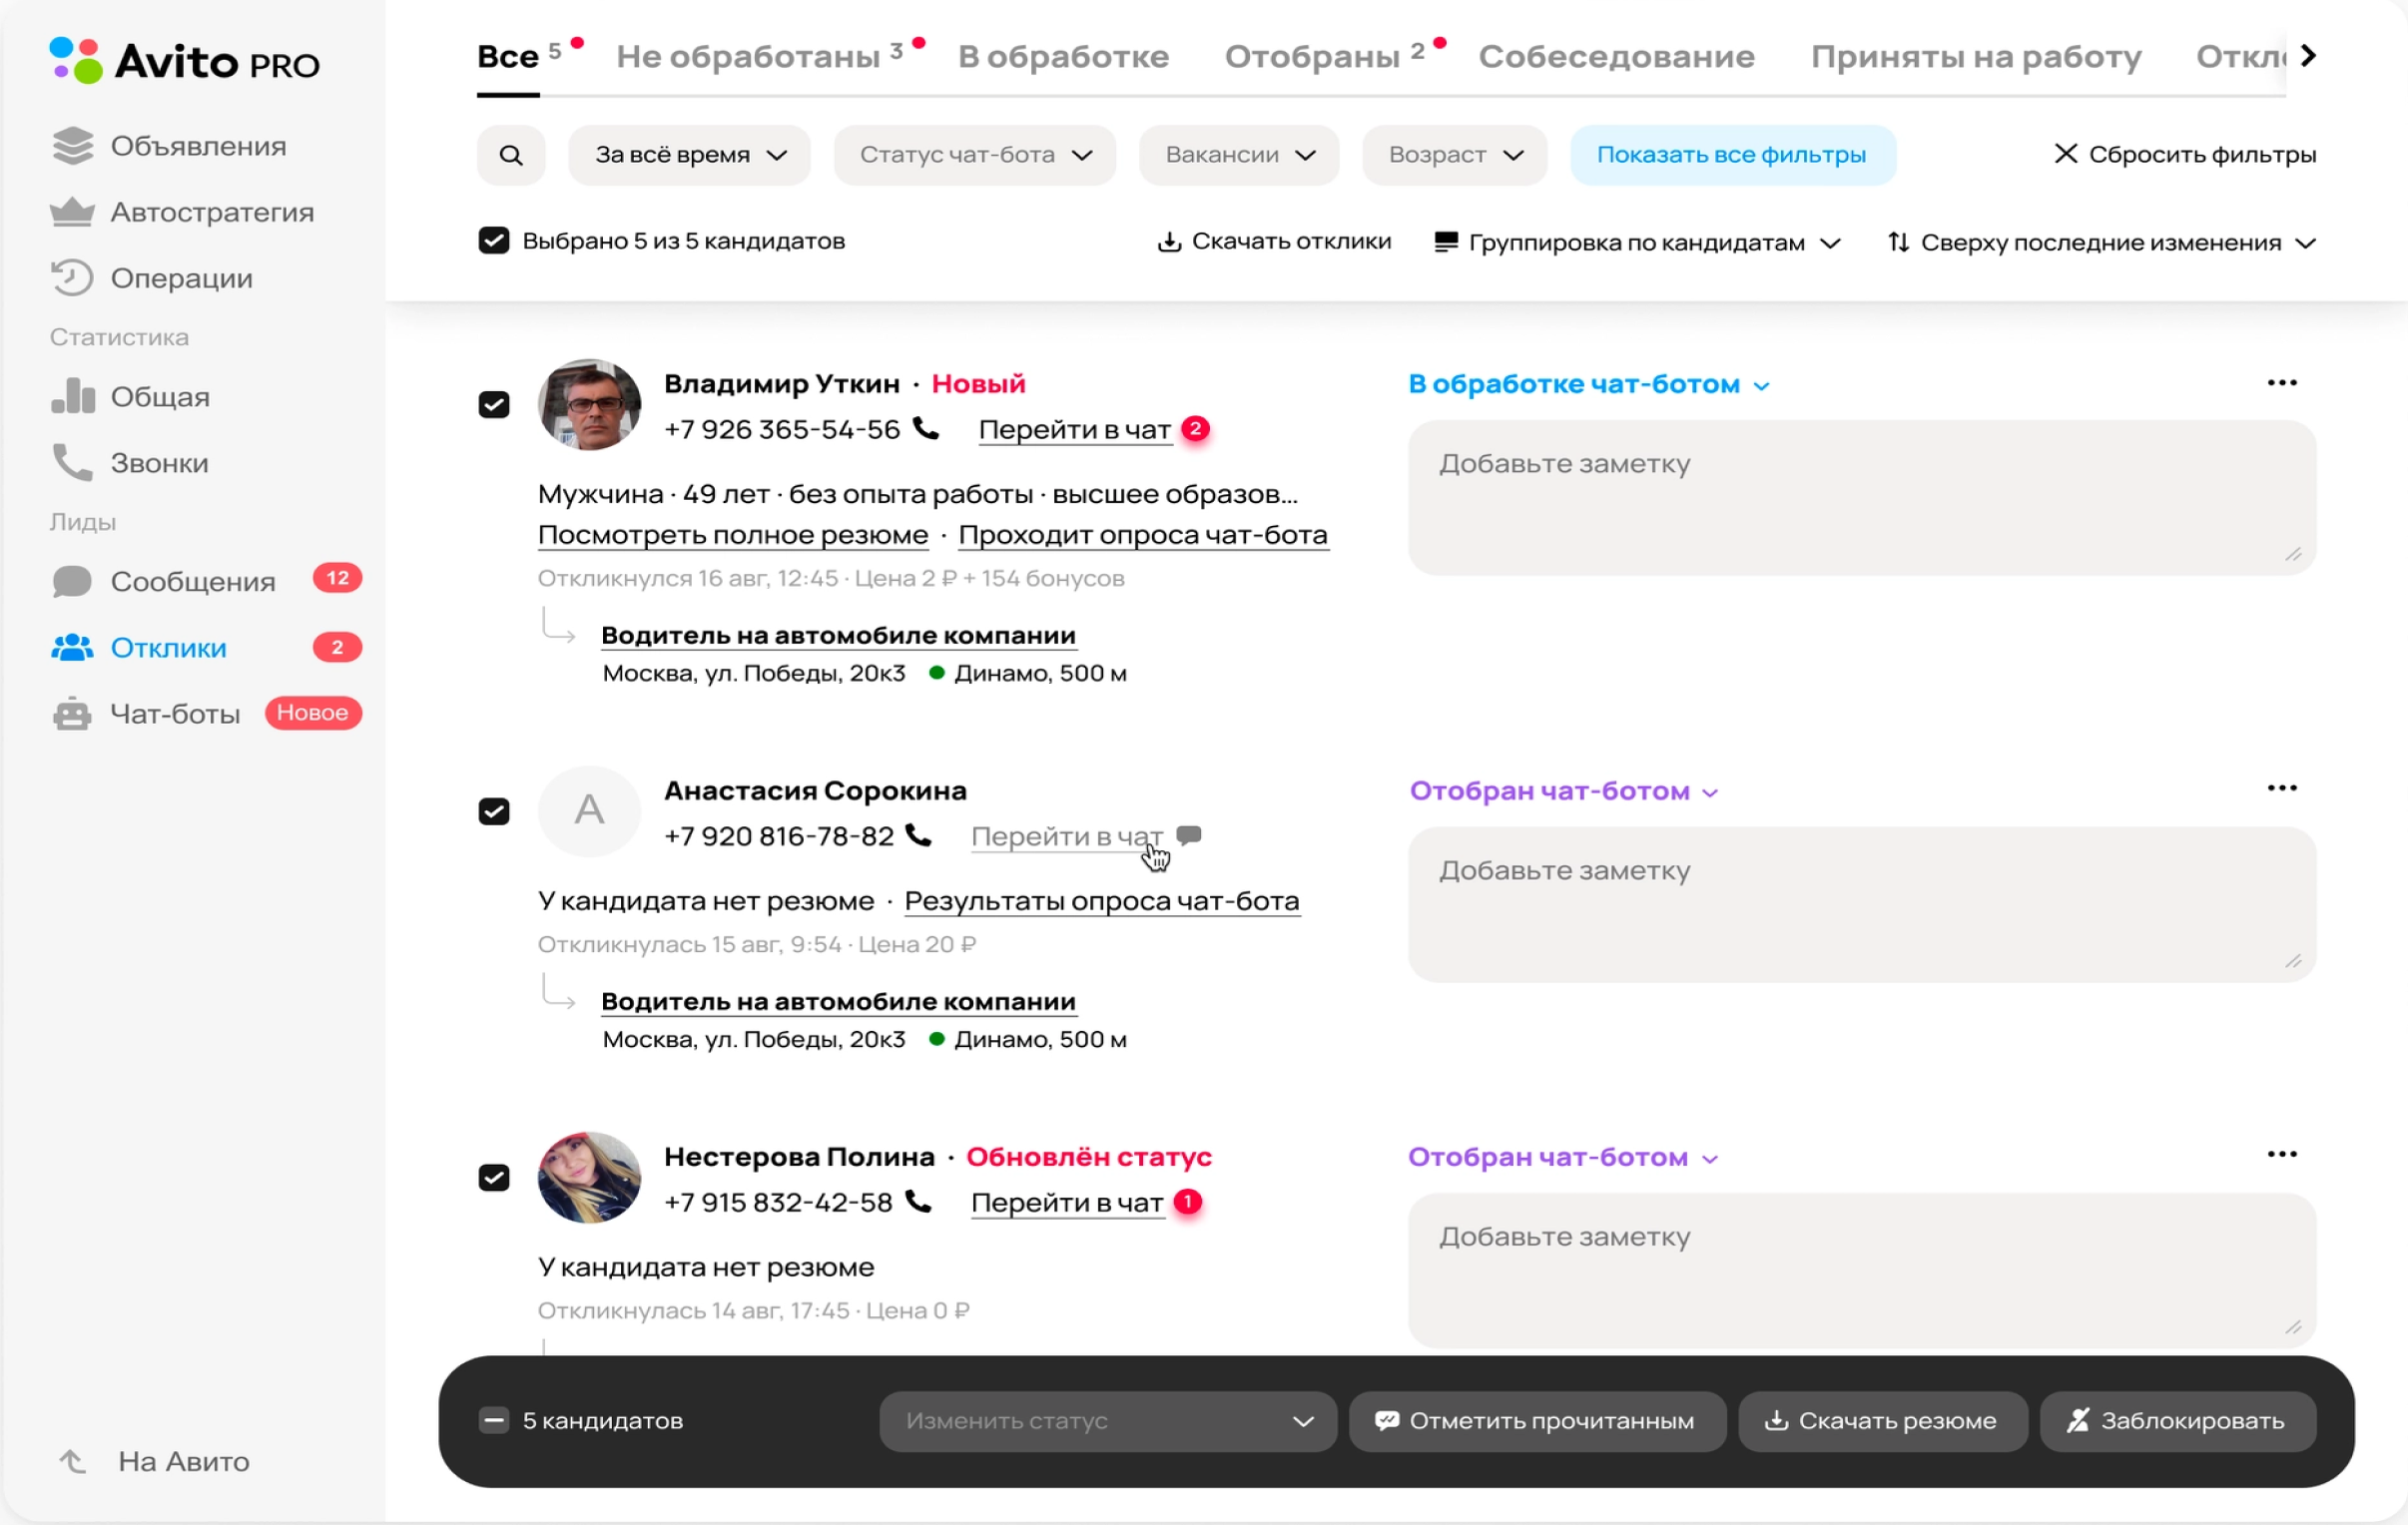 Avito PRO
Объявления
Автостратегия
Операции
Статистика
Общая
Звонки
Лиды
Сообщения 12
Отклики 2
Чат-боты Новое
На Авито
Все 5 Не обработаны 3 В обработке Отобраны 2 Собеседование Приняты на работу Откл
За всё время Статус чат-бота Вакансии Возраст Показать все фильтры Сбросить фильтры
Выбрано 5 из 5 кандидатов Скачать отклики Группировка по кандидатам Сверху последние изменения
Владимир Уткин · Новый
+7 926 365-54-56 Перейти в чат 2
Мужчина · 49 лет · без опыта работы · высшее образов...
Посмотреть полное резюме · Проходит опроса чат-бота
Откликнулся 16 авг, 12:45 · Цена 2 ₽ + 154 бонусов
Водитель на автомобиле компании
Москва, ул. Победы, 20к3 Динамо, 500 м
В обработке чат-ботом
Добавьте заметку
А
Анастасия Сорокина
+7 920 816-78-82 Перейти в чат
У кандидата нет резюме · Результаты опроса чат-бота
Откликнулась 15 авг, 9:54 · Цена 20 ₽
Водитель на автомобиле компании
Москва, ул. Победы, 20к3 Динамо, 500 м
Отобран чат-ботом
Добавьте заметку
Нестерова Полина · Обновлён статус
+7 915 832-42-58 Перейти в чат 1
У кандидата нет резюме
Откликнулась 14 авг, 17:45 · Цена 0 ₽
Отобран чат-ботом
Добавьте заметку
5 кандидатов Изменить статус Отметить прочитанным Скачать резюме Заблокировать